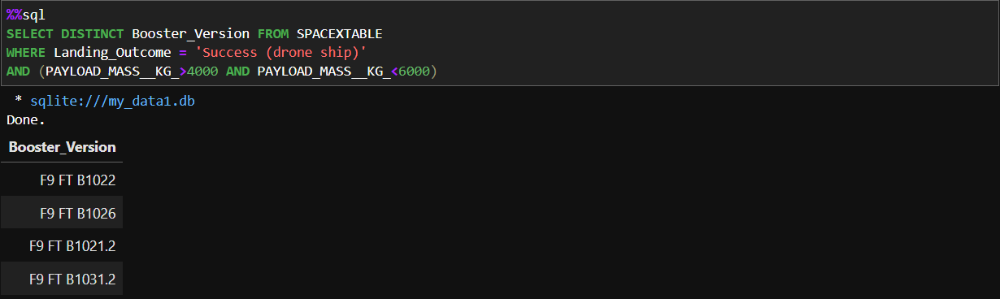 %%sql
SELECT DISTINCT Booster_Version FROM SPACEXTABLE
WHERE Landing_Outcome = 'Success (drone ship)'
AND (PAYLOAD_MASS__KG_>4000 AND PAYLOAD_MASS__KG_<6000)
* sqlite:///my_data1.db
Done.
Booster_Version
F9 FT B1022
F9 FT B1026
F9 FT B1021.2
F9 FT B1031.2